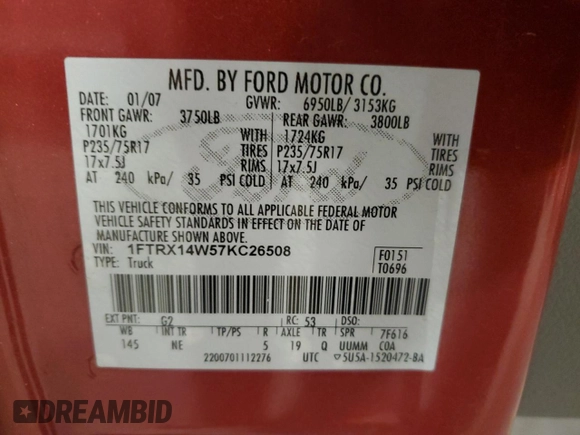 MFD. BY FORD MOTOR CO.
DATE: 01/07 GVWR: 6950LB/ 3153KG
FRONT GAWR: 3750LB REAR GAWR: 3800LB
1701KG WITH 1724KG WITH
P235/75R17 TIRES P235/75R17 TIRES
17x7.5J RIMS 17x7.5J RIMS
AT 240 kPa/ 35 PSI COLD AT 240 kPa/ 35 PSI COLD
Ford
THIS VEHICLE CONFORMS TO ALL APPLICABLE FEDERAL MOTOR
VEHICLE SAFETY STANDARDS IN EFFECT ON THE DATE OF
MANUFACTURE SHOWN ABOVE.
VIN: 1FTRX14W57KC26508 F0151
TYPE: Truck T0696
EXT PNT: G2 RC: 53 DSO:
WB INT TR TP/PS R AXLE TR SPR 7F616
145 NE 5 19 Q UUMM COA
2200701112276 UTC 5U5A-1520472-BA
DREAMBID